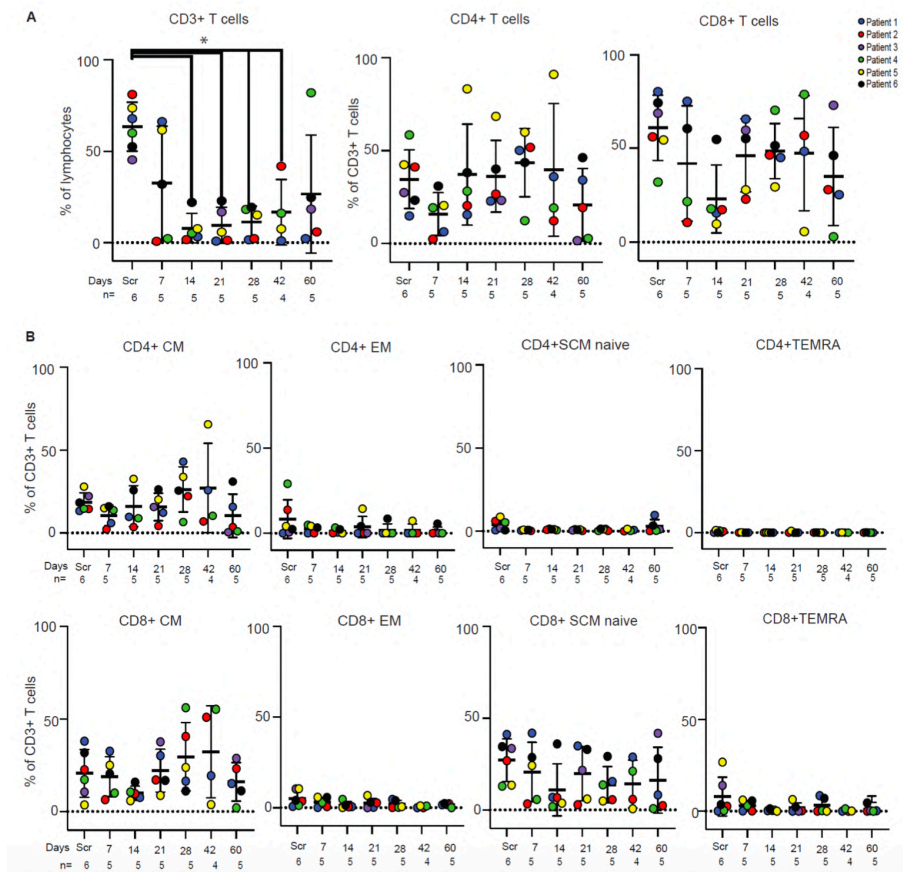 A
CD3+ T cells
CD4+ T cells
CD8+ T cells
Patient 1
Patient 2
Patient 3
Patient 4
Patient 5
Patient 6
*
% of lymphocytes
100
50
0
Days Scr 7 14 21 28 42 60
n= 6 5 5 5 5 4 5
% of CD3+ T cells
100
50
0
Scr 7 14 21 28 42 60
6 5 5 5 5 4 5
100
50
0
Scr 7 14 21 28 42 60
6 5 5 5 5 4 5
B
CD4+ CM
CD4+ EM
CD4+SCM naive
CD4+TEMRA
% of CD3+ T cells
100
50
0
Days Scr 7 14 21 28 42 60
n= 6 5 5 5 5 4 5
100
50
0
Scr 7 14 21 28 42 60
6 5 5 5 5 4 5
100
50
0
Scr 7 14 21 28 42 60
6 5 5 5 5 4 5
100
50
0
Scr 7 14 21 28 42 60
6 5 5 5 5 4 5
CD8+ CM
CD8+ EM
CD8+ SCM naive
CD8+TEMRA
% of CD3+ T cells
100
50
0
Days Scr 7 14 21 28 42 60
n= 6 5 5 5 5 4 5
100
50
0
Scr 7 14 21 28 42 60
6 5 5 5 5 4 5
100
50
0
Scr 7 14 21 28 42 60
6 5 5 5 5 4 5
100
50
0
Scr 7 14 21 28 42 60
6 5 5 5 5 4 5